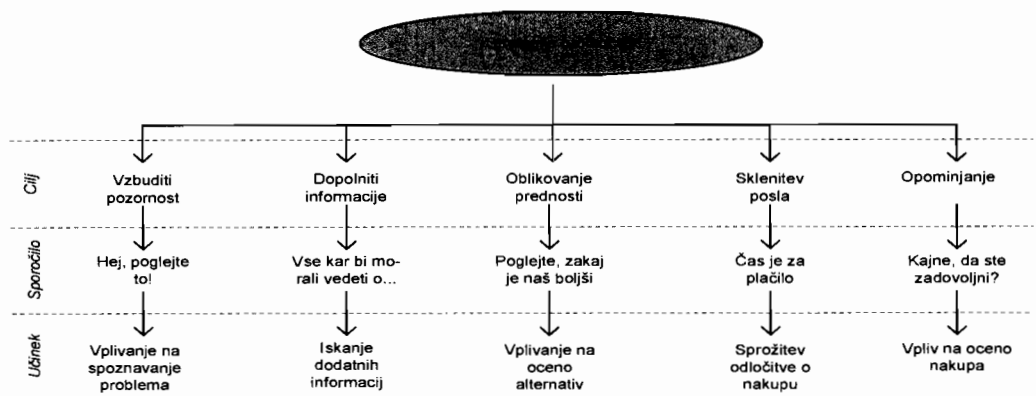 Cilj
Vzbuditi
pozornost
Dopolniti
informacije
Oblikovanje
prednosti
Sklenitev
posla
Opominjanje
Sporočilo
Hej, poglejte
to!
Vse kar bi mo-
rali vedeti o...
Poglejte, zakaj
je naš boljši
Čas je za
plačilo
Kajne, da ste
zadovoljni?
Učinek
Vplivanje na
spoznavanje
problema
Iskanje
dodatnih
informacij
Vplivanje na
oceno
alternativ
Sprožitev
odločitve o
nakupu
Vpliv na oceno
nakupa